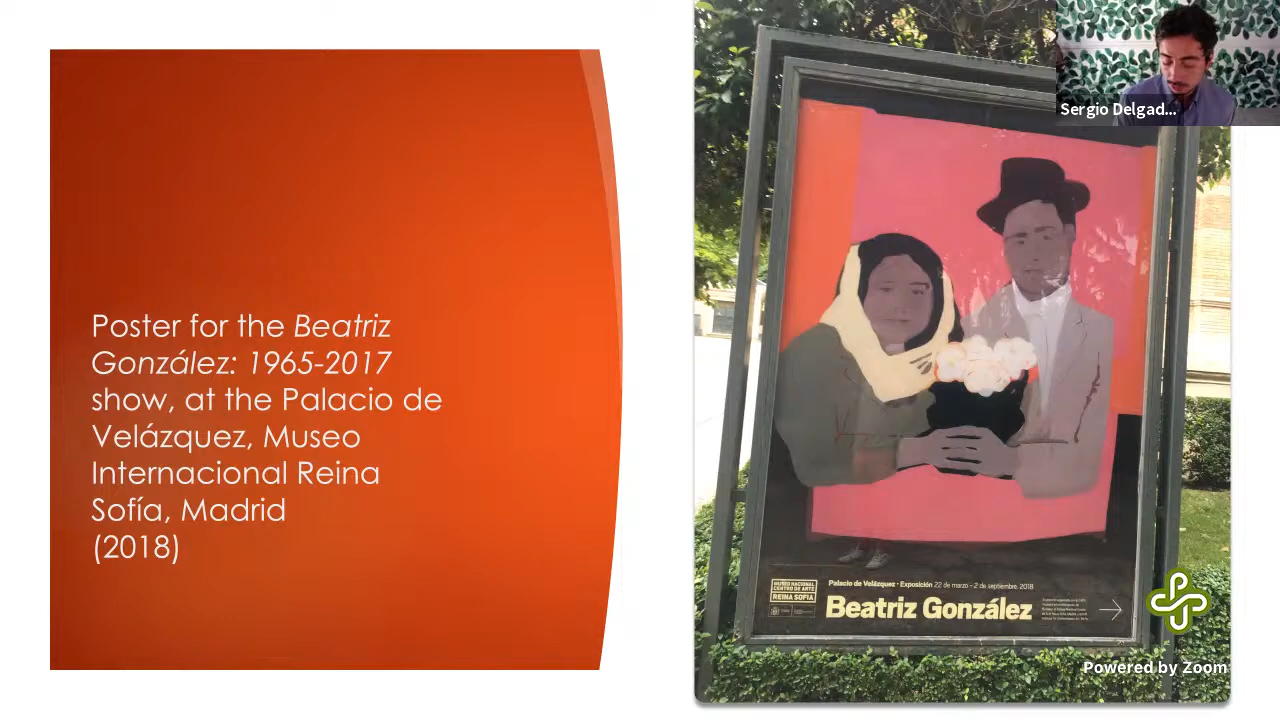 Sergio Delgad...
Poster for the Beatriz
González: 1965-2017
show, at the Palacio de
Velázquez, Museo
Internacional Reina
Sofía, Madrid
(2018)
MUSEO NACIONAL
CENTRO DE ARTE
REINA SOFIA
Palacio de Velázquez · Exposición 22 de marzo - 2 de septiembre, 2018
Beatriz González
Powered by Zoom